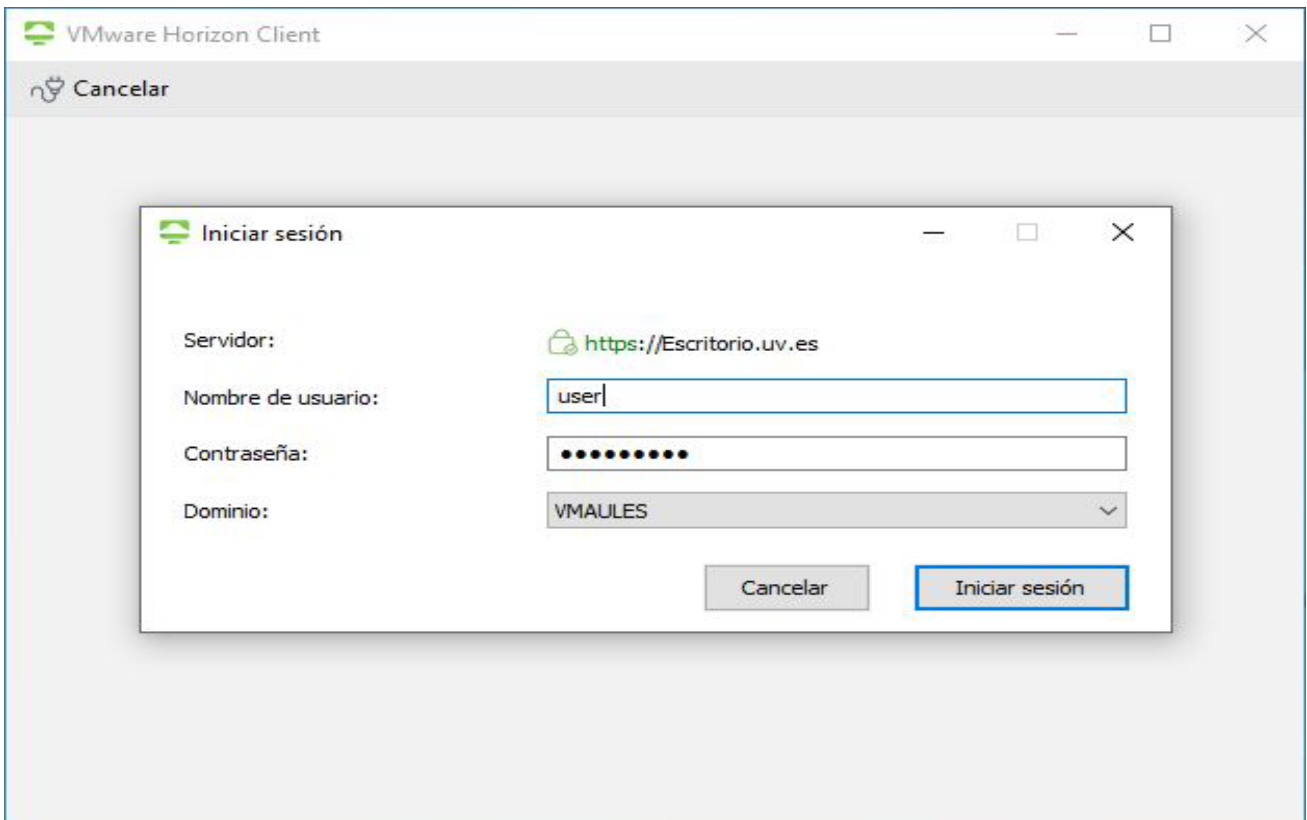 VMware Horizon Client
Cancelar
Iniciar sesión
Servidor: https://Escritorio.uv.es
Nombre de usuario: user
Contraseña: •••••••••
Dominio: VMAULES
Cancelar Iniciar sesión